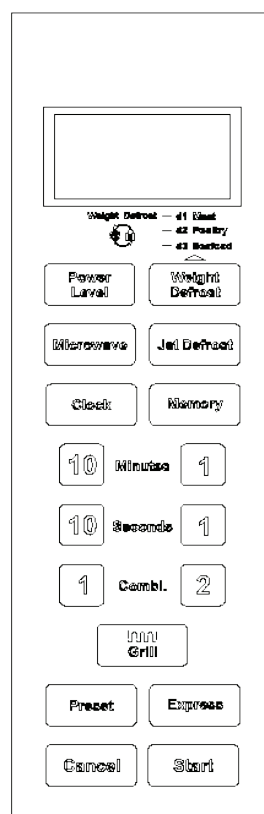 Weight Defrost — d1 Meat
— d2 Poultry
— d3 Seafood
Power Level
Weight Defrost
Microwave
Jet Defrost
Clock
Memory
10 Minutes 1
10 Seconds 1
1 Combi. 2
Grill
Preset
Express
Cancel
Start